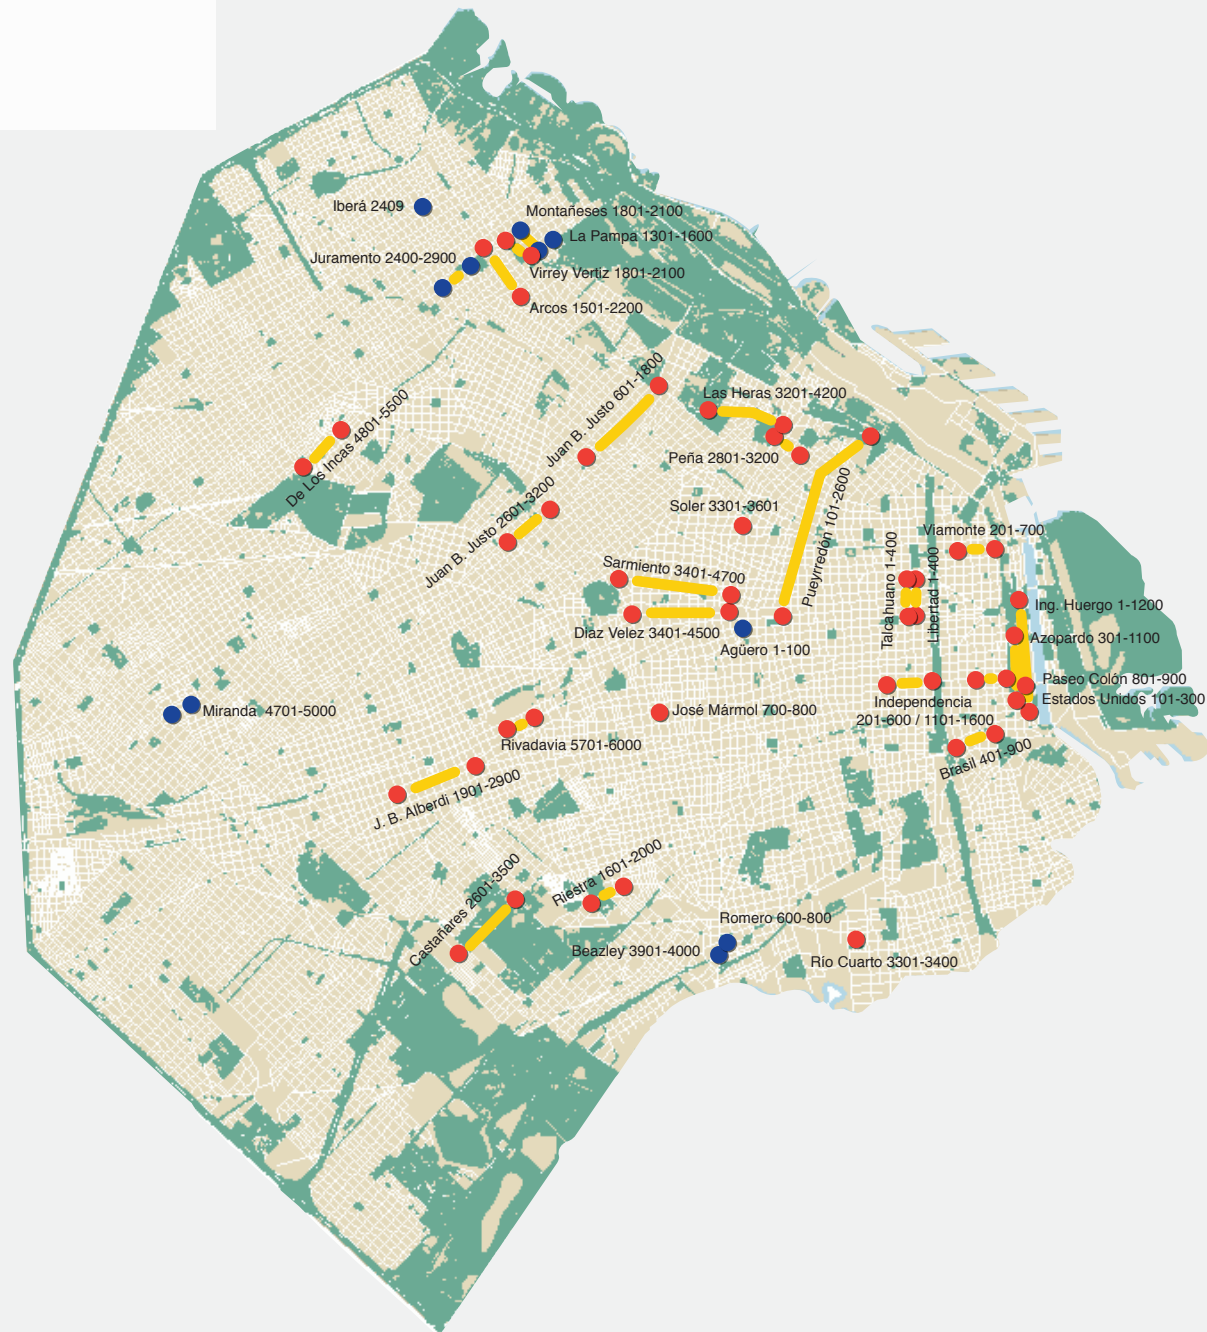 Iberá 2409
Montañeses 1801-2100
La Pampa 1301-1600
Juramento 2400-2900
Virrey Vertiz 1801-2100
Arcos 1501-2200
Juan B. Justo 601-1800
Las Heras 3201-4200
De Los Incas 4801-5500
Peña 2801-3200
Pueyrredón 101-2600
Juan B. Justo 2601-3200
Soler 3301-3601
Viamonte 201-700
Talcahuano 1-400
Libertad 1-400
Sarmiento 3401-4700
Ing. Huergo 1-1200
Diaz Velez 3401-4500
Azopardo 301-1100
Agüero 1-100
Paseo Colón 801-900
Estados Unidos 101-300
Independencia
201-600 / 1101-1600
Miranda 4701-5000
José Mármol 700-800
Rivadavia 5701-6000
Brasil 401-900
J. B. Alberdi 1901-2900
Castañares 2601-3500
Riestra 1601-2000
Romero 600-800
Beazley 3901-4000
Río Cuarto 3301-3400